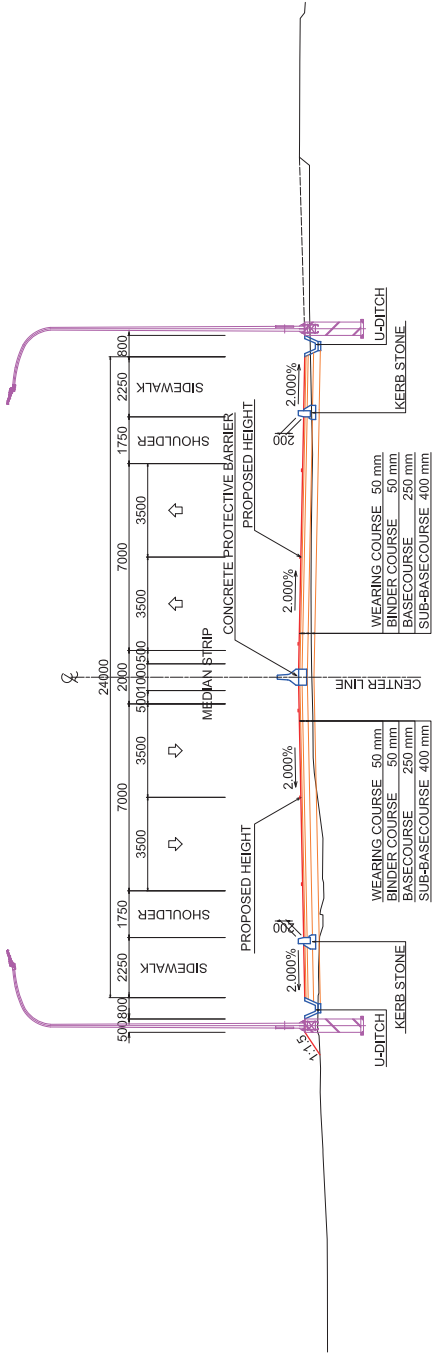 ℄
24000
500 800 2250 1750 7000 2000 7000 1750 2250 800
3500 3500 500 1000 500 3500 3500
SIDEWALK
SHOULDER
MEDIAN STRIP
SHOULDER
SIDEWALK
CONCRETE PROTECTIVE BARRIER
PROPOSED HEIGHT
PROPOSED HEIGHT
2.000%
200
2.000%
2.000%
200
2.000%
1:1.5
U-DITCH
KERB STONE
CENTER LINE
KERB STONE
U-DITCH
WEARING COURSE 50 mm
BINDER COURSE 50 mm
BASECOURSE 250 mm
SUB-BASECOURSE 400 mm
WEARING COURSE 50 mm
BINDER COURSE 50 mm
BASECOURSE 250 mm
SUB-BASECOURSE 400 mm